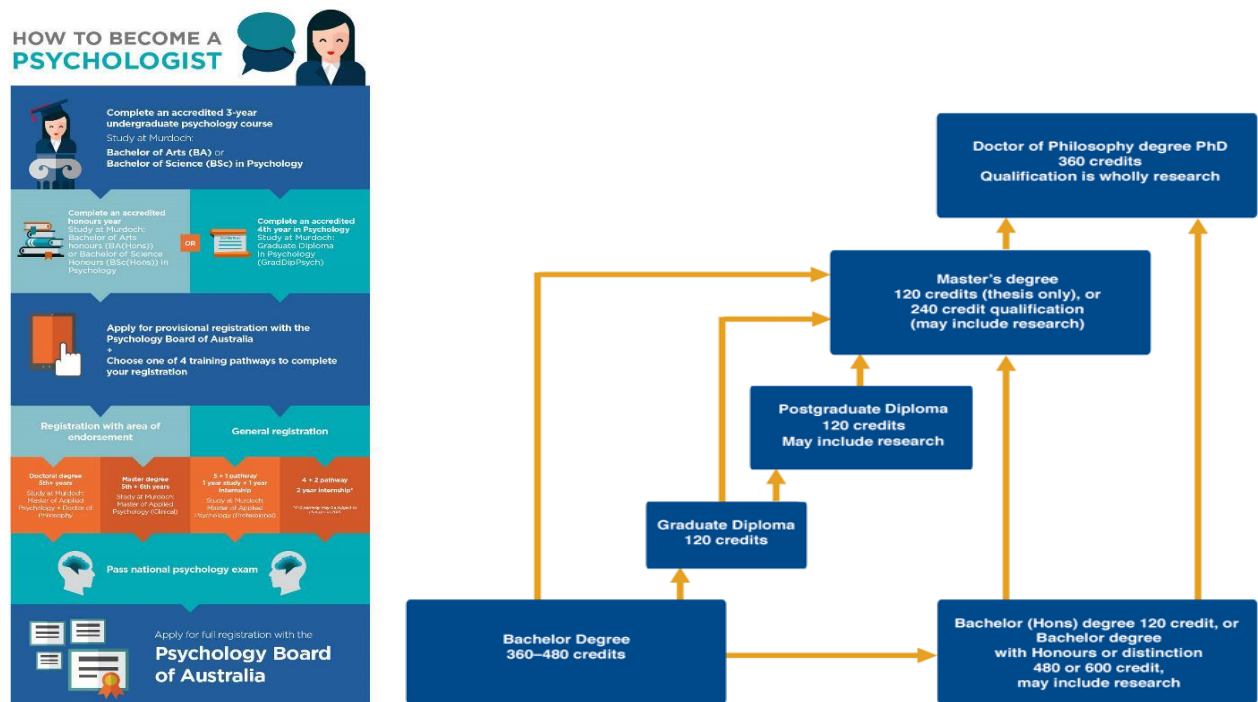 HOW TO BECOME A
PSYCHOLOGIST
Complete an accredited 3-year
undergraduate psychology course
Study at Murdoch:
Bachelor of Arts (BA) or
Bachelor of Science (BSc) in Psychology
Complete an accredited
honours year
Study at Murdoch:
Bachelor of Arts
honours (BA(Hons))
or Bachelor of Science
Honours (BSc(Hons)) in
Psychology
OR
Complete an accredited
4th year in Psychology
Study at Murdoch:
Graduate Diploma
In Psychology
(GradDipPsych)
Apply for provisional registration with the
Psychology Board of Australia
+
Choose one of 4 training pathways to complete
your registration
Registration with area of
endorsement
General registration
Doctoral degree
5th+ years
Study at Murdoch:
Master of Applied
Psychology + Doctor of
Philosophy
Master degree
5th + 6th years
Study at Murdoch:
Master of Applied
Psychology (Clinical)
5 + 1 pathway
1 year study + 1 year
internship
Study at Murdoch:
Master of Applied
Psychology (Professional)
4 + 2 pathway
2 year internship*
Pass national psychology exam
Apply for full registration with the
Psychology Board
of Australia
Doctor of Philosophy degree PhD
360 credits
Qualification is wholly research
Master's degree
120 credits (thesis only), or
240 credit qualification
(may include research)
Postgraduate Diploma
120 credits
May include research
Graduate Diploma
120 credits
Bachelor Degree
360–480 credits
Bachelor (Hons) degree 120 credit, or
Bachelor degree
with Honours or distinction
480 or 600 credit,
may include research